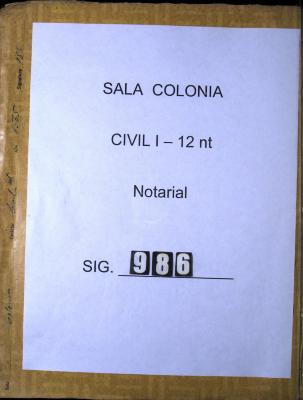 SALA COLONIA
CIVIL I – 12 nt
Notarial
SIG. 986